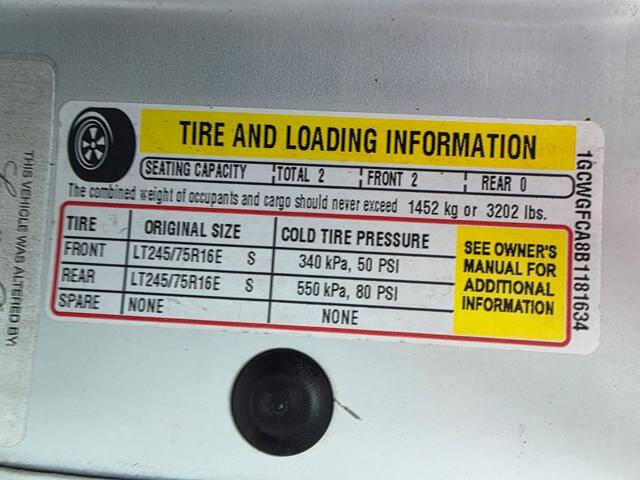 TIRE AND LOADING INFORMATION
SEATING CAPACITY TOTAL 2 FRONT 2 REAR 0
The combined weight of occupants and cargo should never exceed 1452 kg or 3202 lbs.
TIRE ORIGINAL SIZE COLD TIRE PRESSURE
FRONT LT245/75R16E S 340 kPa, 50 PSI
REAR LT245/75R16E S 550 kPa, 80 PSI
SPARE NONE NONE
SEE OWNER'S
MANUAL FOR
ADDITIONAL
INFORMATION
1GCWGFCA8B1181634
THIS VEHICLE WAS ALTERED BY: